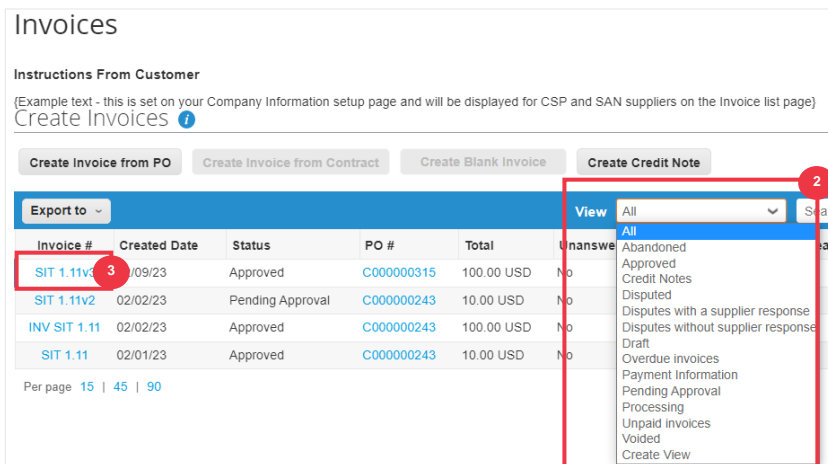 Invoices
Instructions From Customer
{Example text - this is set on your Company Information setup page and will be displayed for CSP and SAN suppliers on the Invoice list page}
Create Invoices i
Create Invoice from PO Create Invoice from Contract Create Blank Invoice Create Credit Note
2
Export to View All Sea
Invoice # Created Date Status PO # Total Unanswe
SIT 1.11v3 3 /09/23 Approved C000000315 100.00 USD No
SIT 1.11v2 02/02/23 Pending Approval C000000243 10.00 USD No
INV SIT 1.11 02/02/23 Approved C000000243 100.00 USD No
SIT 1.11 02/01/23 Approved C000000243 10.00 USD No
Per page 15 | 45 | 90
All
Abandoned
Approved
Credit Notes
Disputed
Disputes with a supplier response
Disputes without supplier response
Draft
Overdue invoices
Payment Information
Pending Approval
Processing
Unpaid invoices
Voided
Create View